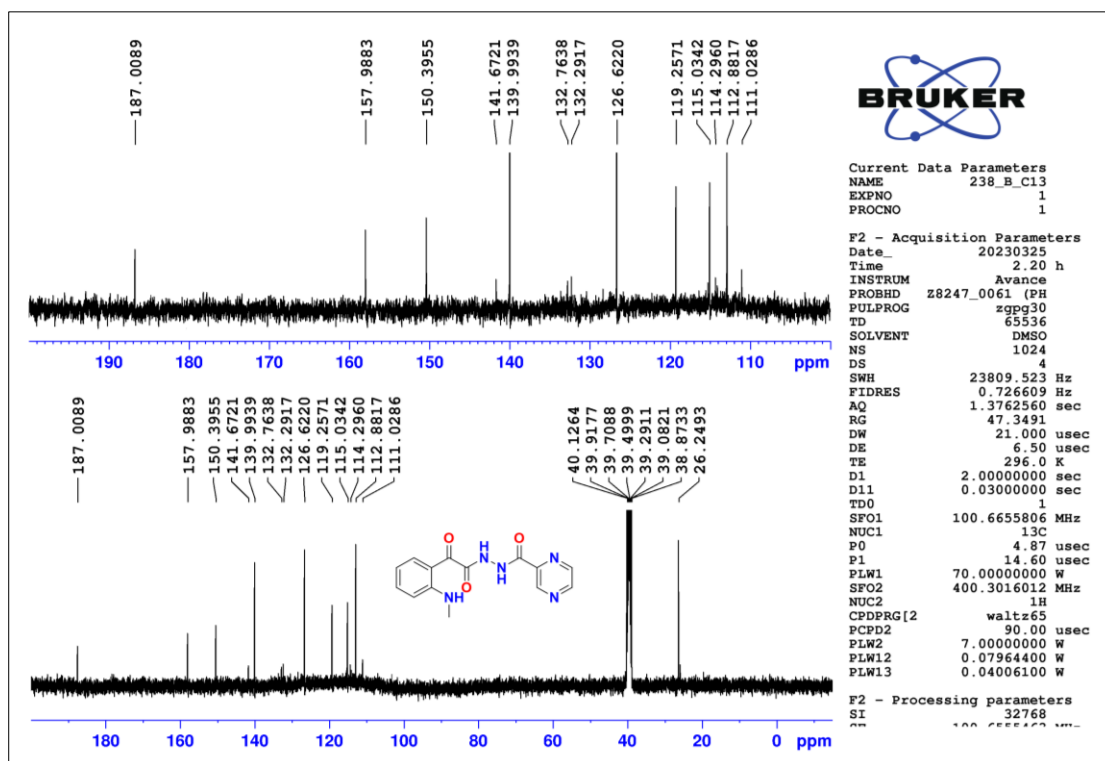 187.0089
157.9883
150.3955
141.6721
139.9939
132.7638
132.2917
126.6220
119.2571
115.0342
114.2960
112.8817
111.0286
190 180 170 160 150 140 130 120 110 ppm
187.0089
157.9883
150.3955
141.6721
139.9939
132.7638
132.2917
126.6220
119.2571
115.0342
114.2960
112.8817
111.0286
40.1264
39.9177
39.7088
39.4999
39.2911
39.0821
38.8733
26.2493
O
H
N
O
N
O
N
H
NH
N
180 160 140 120 100 80 60 40 20 0 ppm
BRUKER
Current Data Parameters
NAME 238_B_C13
EXPNO 1
PROCNO 1
F2 - Acquisition Parameters
Date_ 20230325
Time 2.20 h
INSTRUM Avance
PROBHD Z8247_0061 (PH
PULPROG zgpg30
TD 65536
SOLVENT DMSO
NS 1024
DS 4
SWH 23809.523 Hz
FIDRES 0.726609 Hz
AQ 1.3762560 sec
RG 47.3491
DW 21.000 usec
DE 6.50 usec
TE 296.0 K
D1 2.00000000 sec
D11 0.03000000 sec
TD0 1
SFO1 100.6655806 MHz
NUC1 13C
P0 4.87 usec
P1 14.60 usec
PLW1 70.00000000 W
SFO2 400.3016012 MHz
NUC2 1H
CPDPRG[2 waltz65
PCPD2 90.00 usec
PLW2 7.00000000 W
PLW12 0.07964400 W
PLW13 0.04006100 W
F2 - Processing parameters
SI 32768